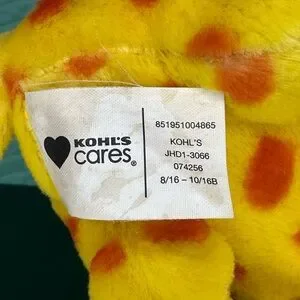 KOHL'S
cares®
851951004865
KOHL'S
JHD1-3066
074256
8/16 – 10/16B